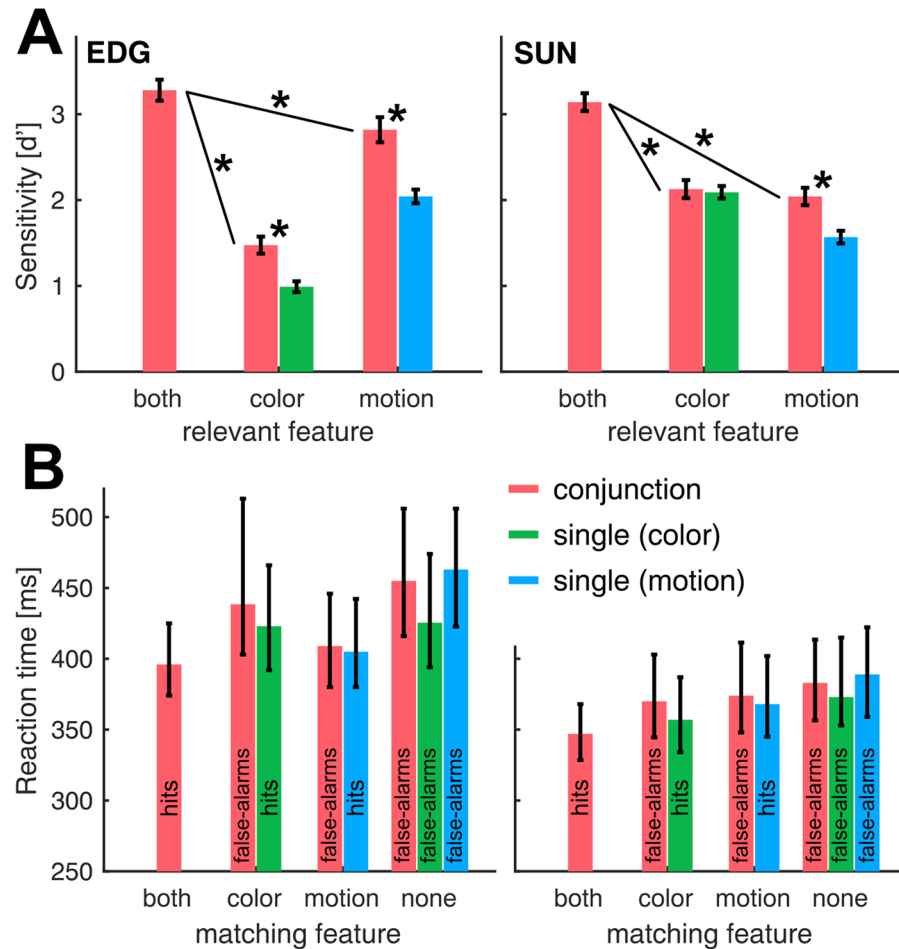 A
EDG
SUN
Sensitivity [d']
3
2
1
0
* * * *
* * *
both color motion
relevant feature
both color motion
relevant feature
B
conjunction
single (color)
single (motion)
Reaction time [ms]
500
450
400
350
300
250
hits
false-alarms
hits
false-alarms
hits
false-alarms
false-alarms
false-alarms
hits
false-alarms
hits
false-alarms
hits
false-alarms
false-alarms
false-alarms
both color motion none
matching feature
both color motion none
matching feature